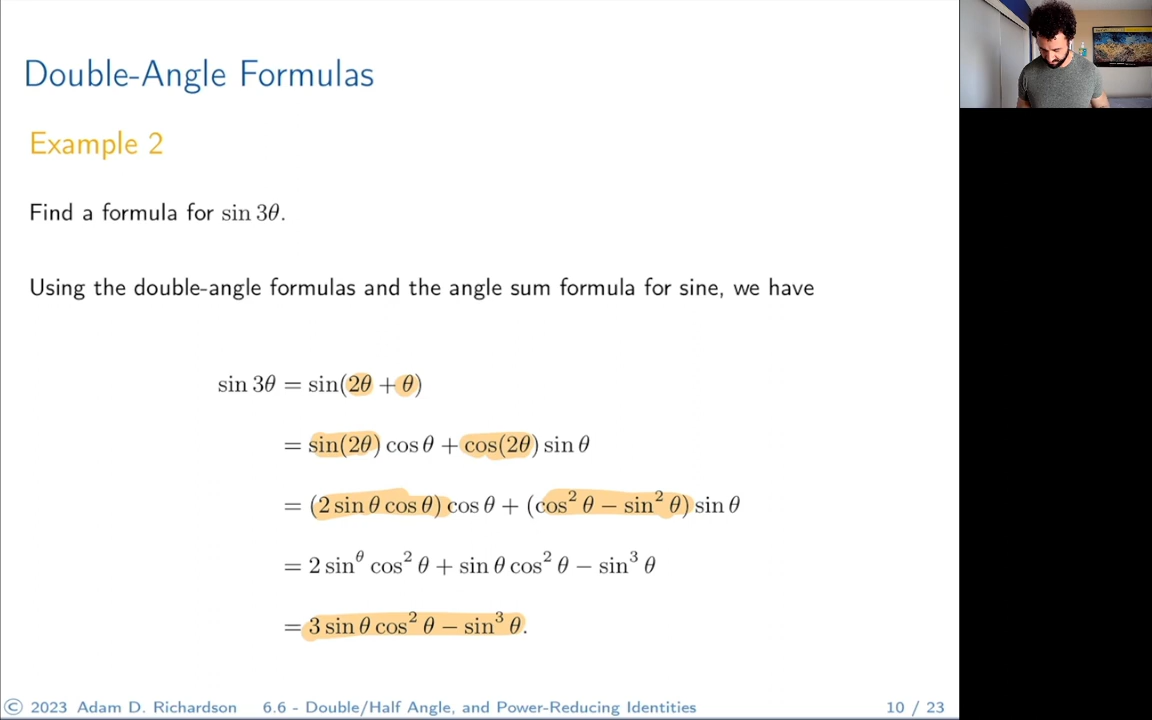 Double-Angle Formulas
Example 2
Find a formula for sin 3θ.
Using the double-angle formulas and the angle sum formula for sine, we have
sin 3θ = sin(2θ + θ)
= sin(2θ) cos θ + cos(2θ) sin θ
= (2 sin θ cos θ) cos θ + (cos² θ − sin² θ) sin θ
= 2 sin^θ cos² θ + sin θ cos² θ − sin³ θ
= 3 sin θ cos² θ − sin³ θ.
© 2023 Adam D. Richardson 6.6 - Double/Half Angle, and Power-Reducing Identities 10 / 23